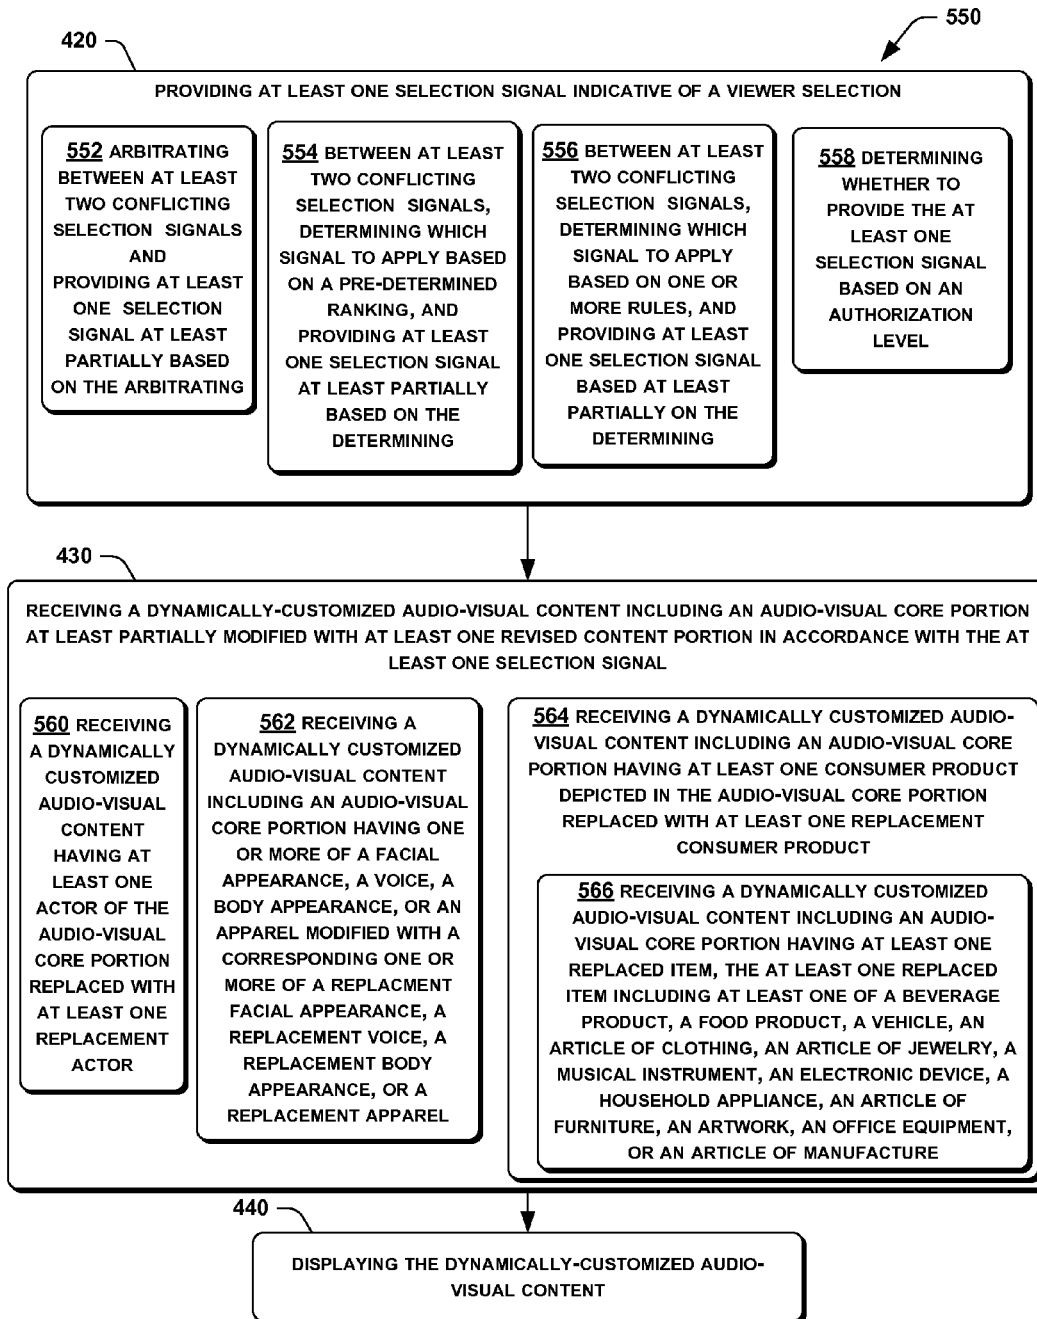 550
420
PROVIDING AT LEAST ONE SELECTION SIGNAL INDICATIVE OF A VIEWER SELECTION
552 ARBITRATING
BETWEEN AT LEAST
TWO CONFLICTING
SELECTION SIGNALS
AND
PROVIDING AT LEAST
ONE SELECTION
SIGNAL AT LEAST
PARTIALLY BASED
ON THE ARBITRATING
554 BETWEEN AT LEAST
TWO CONFLICTING
SELECTION SIGNALS,
DETERMINING WHICH
SIGNAL TO APPLY BASED
ON A PRE-DETERMINED
RANKING, AND
PROVIDING AT LEAST
ONE SELECTION SIGNAL
AT LEAST PARTIALLY
BASED ON THE
DETERMINING
556 BETWEEN AT LEAST
TWO CONFLICTING
SELECTION SIGNALS,
DETERMINING WHICH
SIGNAL TO APPLY
BASED ON ONE OR
MORE RULES, AND
PROVIDING AT LEAST
ONE SELECTION SIGNAL
BASED AT LEAST
PARTIALLY ON THE
DETERMINING
558 DETERMINING
WHETHER TO
PROVIDE THE AT
LEAST ONE
SELECTION SIGNAL
BASED ON AN
AUTHORIZATION
LEVEL
430
RECEIVING A DYNAMICALLY-CUSTOMIZED AUDIO-VISUAL CONTENT INCLUDING AN AUDIO-VISUAL CORE PORTION
AT LEAST PARTIALLY MODIFIED WITH AT LEAST ONE REVISED CONTENT PORTION IN ACCORDANCE WITH THE AT
LEAST ONE SELECTION SIGNAL
560 RECEIVING
A DYNAMICALLY
CUSTOMIZED
AUDIO-VISUAL
CONTENT
HAVING AT
LEAST ONE
ACTOR OF THE
AUDIO-VISUAL
CORE PORTION
REPLACED WITH
AT LEAST ONE
REPLACEMENT
ACTOR
562 RECEIVING A
DYNAMICALLY CUSTOMIZED
AUDIO-VISUAL CONTENT
INCLUDING AN AUDIO-VISUAL
CORE PORTION HAVING ONE
OR MORE OF A FACIAL
APPEARANCE, A VOICE, A
BODY APPEARANCE, OR AN
APPAREL MODIFIED WITH A
CORRESPONDING ONE OR
MORE OF A REPLACMENT
FACIAL APPEARANCE, A
REPLACEMENT VOICE, A
REPLACEMENT BODY
APPEARANCE, OR A
REPLACEMENT APPAREL
564 RECEIVING A DYNAMICALLY CUSTOMIZED AUDIO-
VISUAL CONTENT INCLUDING AN AUDIO-VISUAL CORE
PORTION HAVING AT LEAST ONE CONSUMER PRODUCT
DEPICTED IN THE AUDIO-VISUAL CORE PORTION
REPLACED WITH AT LEAST ONE REPLACEMENT
CONSUMER PRODUCT
566 RECEIVING A DYNAMICALLY CUSTOMIZED
AUDIO-VISUAL CONTENT INCLUDING AN AUDIO-
VISUAL CORE PORTION HAVING AT LEAST ONE
REPLACED ITEM, THE AT LEAST ONE REPLACED
ITEM INCLUDING AT LEAST ONE OF A BEVERAGE
PRODUCT, A FOOD PRODUCT, A VEHICLE, AN
ARTICLE OF CLOTHING, AN ARTICLE OF JEWELRY, A
MUSICAL INSTRUMENT, AN ELECTRONIC DEVICE, A
HOUSEHOLD APPLIANCE, AN ARTICLE OF
FURNITURE, AN ARTWORK, AN OFFICE EQUIPMENT,
OR AN ARTICLE OF MANUFACTURE
440
DISPLAYING THE DYNAMICALLY-CUSTOMIZED AUDIO-
VISUAL CONTENT